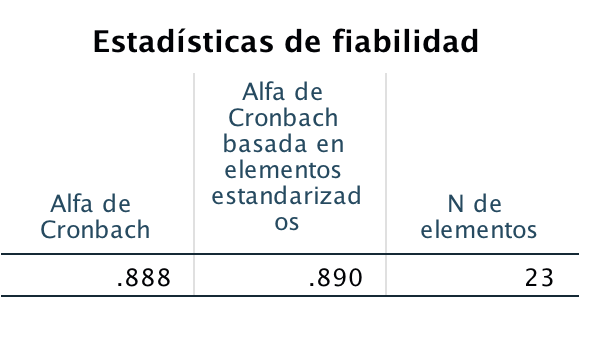 Estadísticas de fiabilidad
Alfa de
Cronbach
Alfa de
Cronbach
basada en
elementos
estandarizad
os
N de
elementos
.888 .890 23